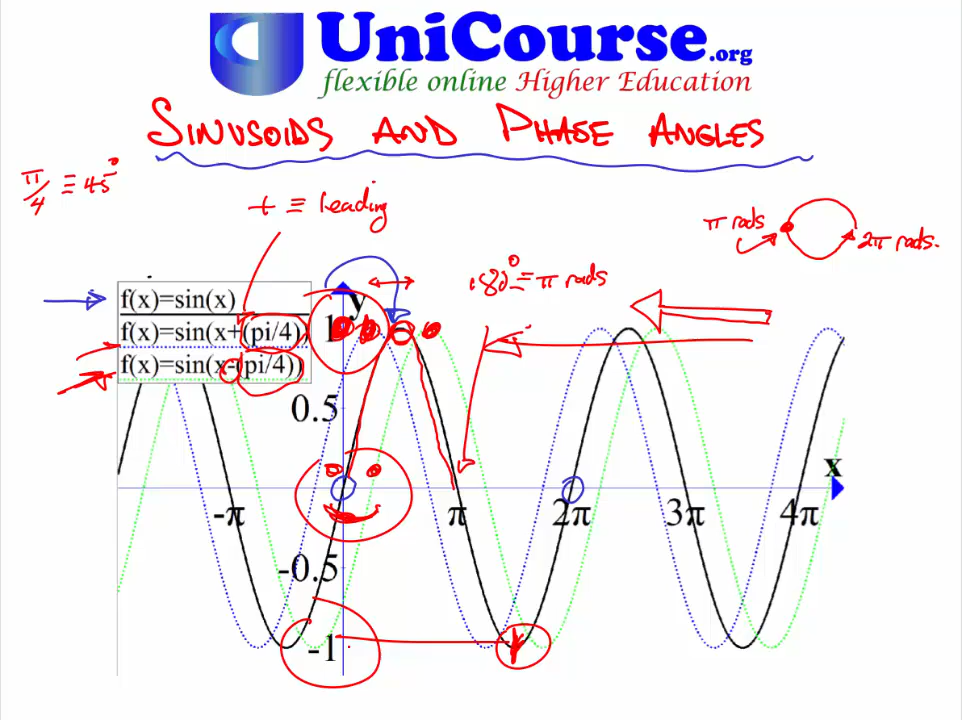 UniCourse.org
flexible online Higher Education
SINUSOIDS AND PHASE ANGLES
π/4 ≡ 45°
+ ≡ leading
π rads
2π rads.
180° = π rads
y
f(x)=sin(x)
f(x)=sin(x+(pi/4))
f(x)=sin(x-(pi/4))
1
0.5
x
-π π 2π 3π 4π
-0.5
-1